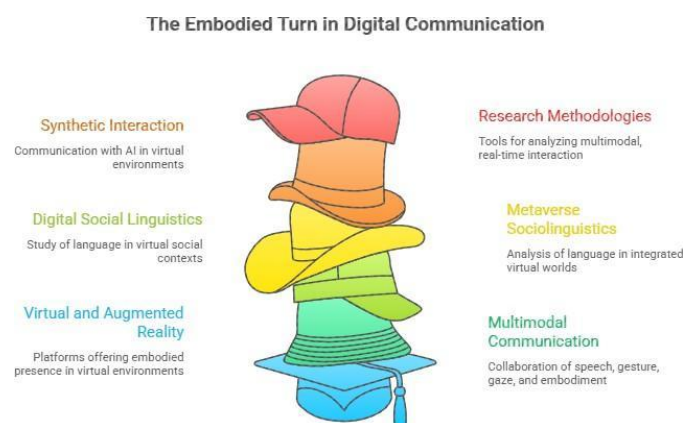 The Embodied Turn in Digital Communication
Synthetic Interaction
Communication with AI in virtual
environments
Research Methodologies
Tools for analyzing multimodal,
real-time interaction
Digital Social Linguistics
Study of language in virtual social
contexts
Metaverse
Sociolinguistics
Analysis of language in integrated
virtual worlds
Virtual and Augmented
Reality
Platforms offering embodied
presence in virtual environments
Multimodal
Communication
Collaboration of speech, gesture,
gaze, and embodiment